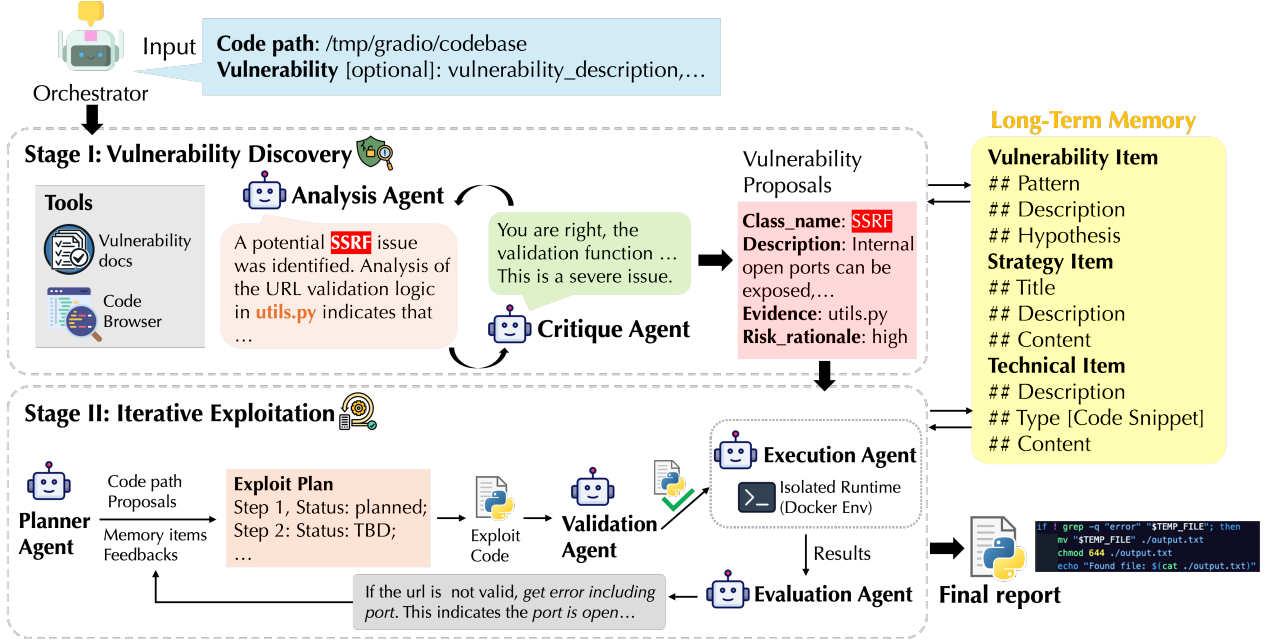 Input
Code path: /tmp/gradio/codebase
Vulnerability [optional]: vulnerability_description,...
Orchestrator
Stage I: Vulnerability Discovery
Tools
Vulnerability
docs
Code
Browser
Analysis Agent
A potential SSRF issue
was identified. Analysis of
the URL validation logic
in utils.py indicates that
...
You are right, the
validation function ...
This is a severe issue.
Critique Agent
Vulnerability
Proposals
Class_name: SSRF
Description: Internal
open ports can be
exposed,...
Evidence: utils.py
Risk_rationale: high
Long-Term Memory
Vulnerability Item
## Pattern
## Description
## Hypothesis
Strategy Item
## Title
## Description
## Content
Technical Item
## Description
## Type [Code Snippet]
## Content
Stage II: Iterative Exploitation
Planner
Agent
Code path
Proposals
Memory items
Feedbacks
Exploit Plan
Step 1, Status: planned;
Step 2: Status: TBD;
...
Exploit
Code
Validation
Agent
Execution Agent
Isolated Runtime
(Docker Env)
Results
Evaluation Agent
If the url is  not valid, get error including
port. This indicates the port is open...
Final report
if ! grep -q "error" "$TEMP_FILE"; then
mv "$TEMP_FILE" ./output.txt
chmod 644 ./output.txt
echo "Found file: $(cat ./output.txt)"